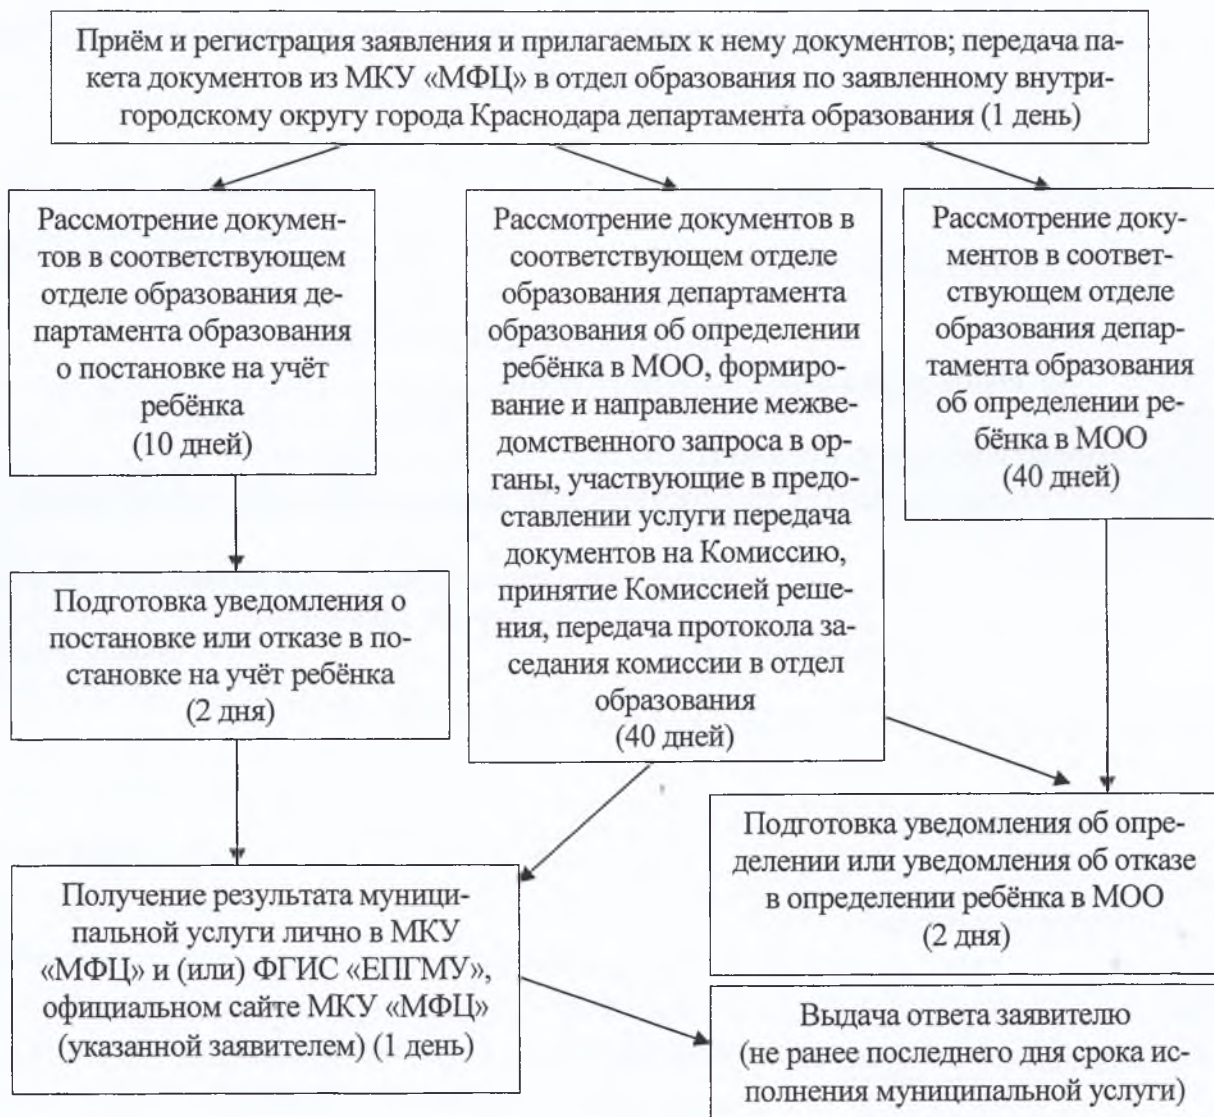 Приём и регистрация заявления и прилагаемых к нему документов; передача па-
кета документов из МКУ «МФЦ» в отдел образования по заявленному внутри-
городскому округу города Краснодара департамента образования (1 день)
Рассмотрение докумен-
тов в соответствующем
отделе образования де-
партамента образования
о постановке на учёт
ребёнка
(10 дней)
Рассмотрение документов в
соответствующем отделе
образования департамента
образования об определении
ребёнка в МОО, формиро-
вание и направление межве-
домственного запроса в ор-
ганы, участвующие в предо-
ставлении услуги передача
документов на Комиссию,
принятие Комиссией реше-
ния, передача протокола за-
седания комиссии в отдел
образования
(40 дней)
Рассмотрение доку-
ментов в соответ-
ствующем отделе
образования депар-
тамента образования
об определении ре-
бёнка в МОО
(40 дней)
Подготовка уведомления о
постановке или отказе в по-
становке на учёт ребёнка
(2 дня)
Подготовка уведомления об опре-
делении или уведомления об отказе
в определении ребёнка в МОО
(2 дня)
Получение результата муници-
пальной услуги лично в МКУ
«МФЦ» и (или) ФГИС «ЕПГМУ»,
официальном сайте МКУ «МФЦ»
(указанной заявителем) (1 день)
Выдача ответа заявителю
(не ранее последнего дня срока ис-
полнения муниципальной услуги)